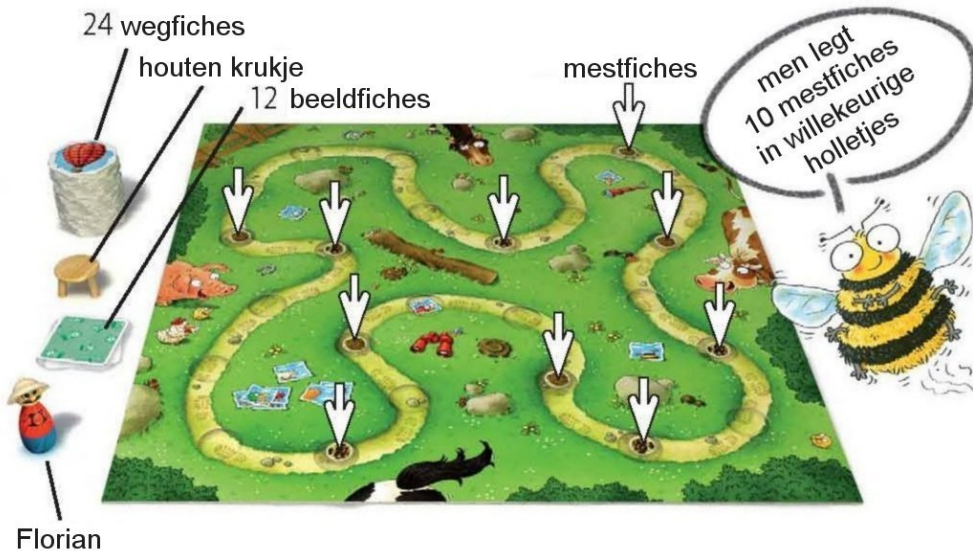 24 wegfiches
houten krukje
12 beeldfiches
mestfiches
men legt
10 mestfiches
in willekeurige
holletjes
Florian